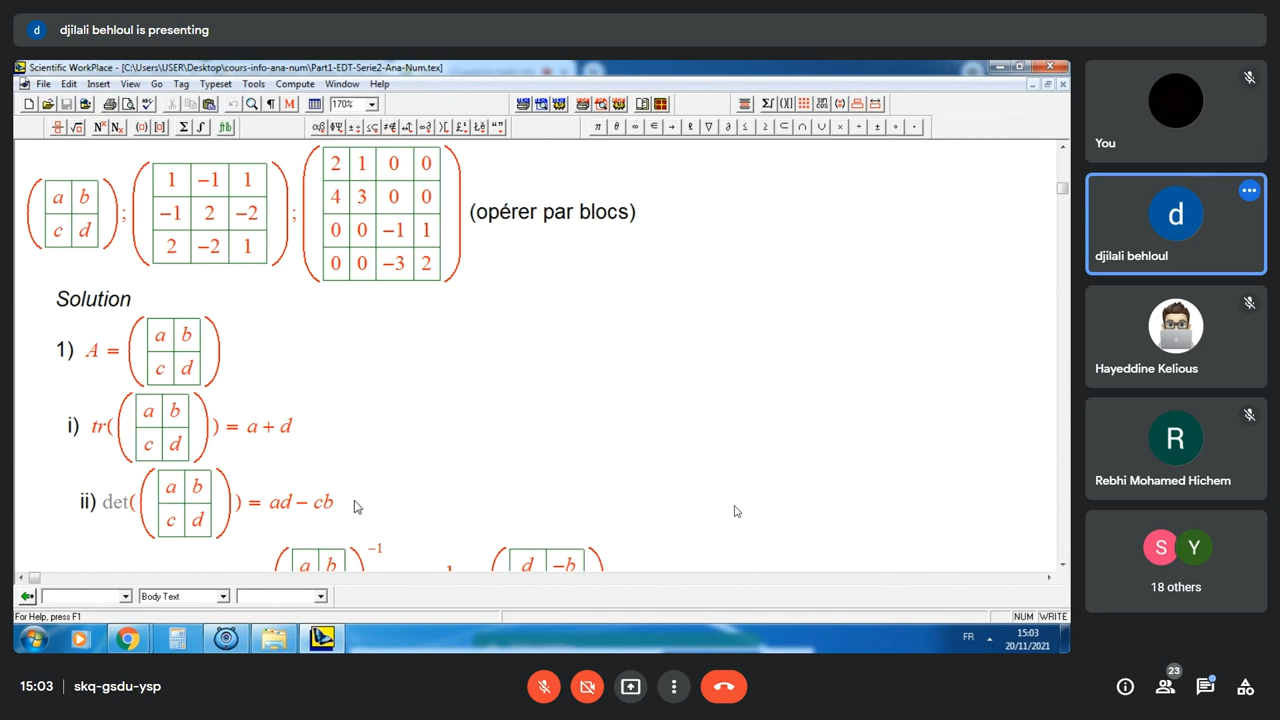 djilali behloul is presenting
Scientific WorkPlace - [C:\Users\USER\Desktop\cours-info-ana-num\Part1-EDT-Serie2-Ana-Num.tex]
File Edit Insert View Go Tag Typeset Tools Compute Window Help
170%
a b
c d
;
1 −1 1
−1 2 −2
2 −2 1
;
2 1 0 0
4 3 0 0
0 0 −1 1
0 0 −3 2
(opérer par blocs)
Solution
1) A = ( a b
c d )
i) tr(( a b
c d )) = a + d
ii) det(( a b
c d )) = ad − cb
( a b )−1 ( d −b )
Body Text
For Help, press F1
NUM WRITE
FR
15:03
20/11/2021
You
d
djilali behloul
Hayeddine Kelious
R
Rebhi Mohamed Hichem
S Y
18 others
15:03 | skq-gsdu-ysp
23